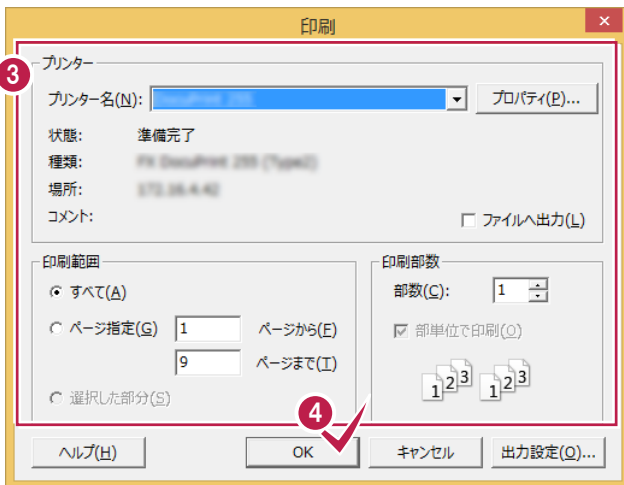 印刷
3
プリンター
プリンター名(N):
プロパティ(P)...
状態: 準備完了
種類:
場所:
コメント:
ファイルへ出力(L)
印刷範囲
すべて(A)
ページ指定(G) 1 ページから(F)
9 ページまで(T)
選択した部分(S)
印刷部数
部数(C): 1
部単位で印刷(O)
1 2 3 1 2 3
4
ヘルプ(H) OK キャンセル 出力設定(O)...